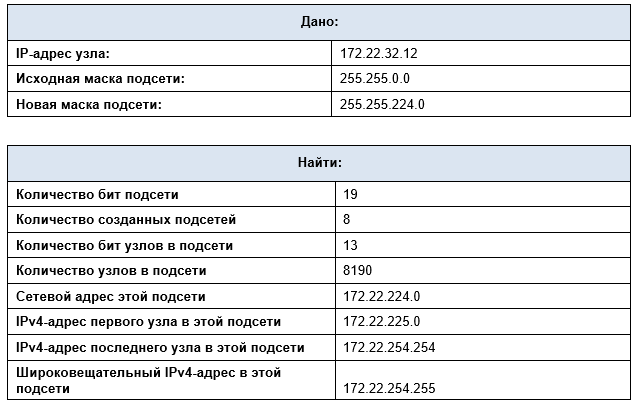 Дано:
IP-адрес узла: 172.22.32.12
Исходная маска подсети: 255.255.0.0
Новая маска подсети: 255.255.224.0
Найти:
Количество бит подсети 19
Количество созданных подсетей 8
Количество бит узлов в подсети 13
Количество узлов в подсети 8190
Сетевой адрес этой подсети 172.22.224.0
IPv4-адрес первого узла в этой подсети 172.22.225.0
IPv4-адрес последнего узла в этой подсети 172.22.254.254
Широковещательный IPv4-адрес в этой
подсети 172.22.254.255